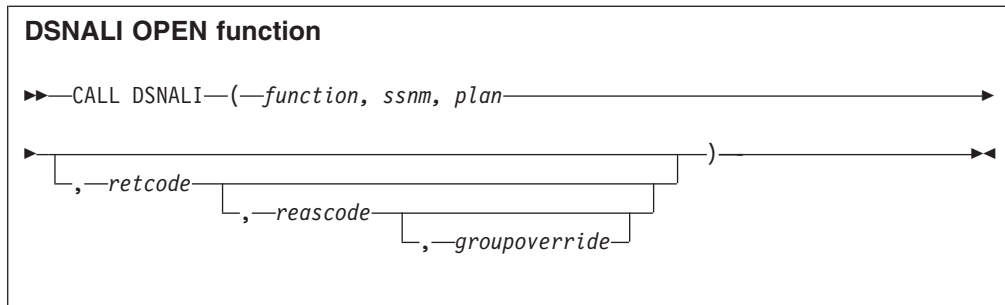 DSNALI OPEN function
CALL DSNALI ( function, ssnm, plan
)
, retcode
, reascode
, groupoverride